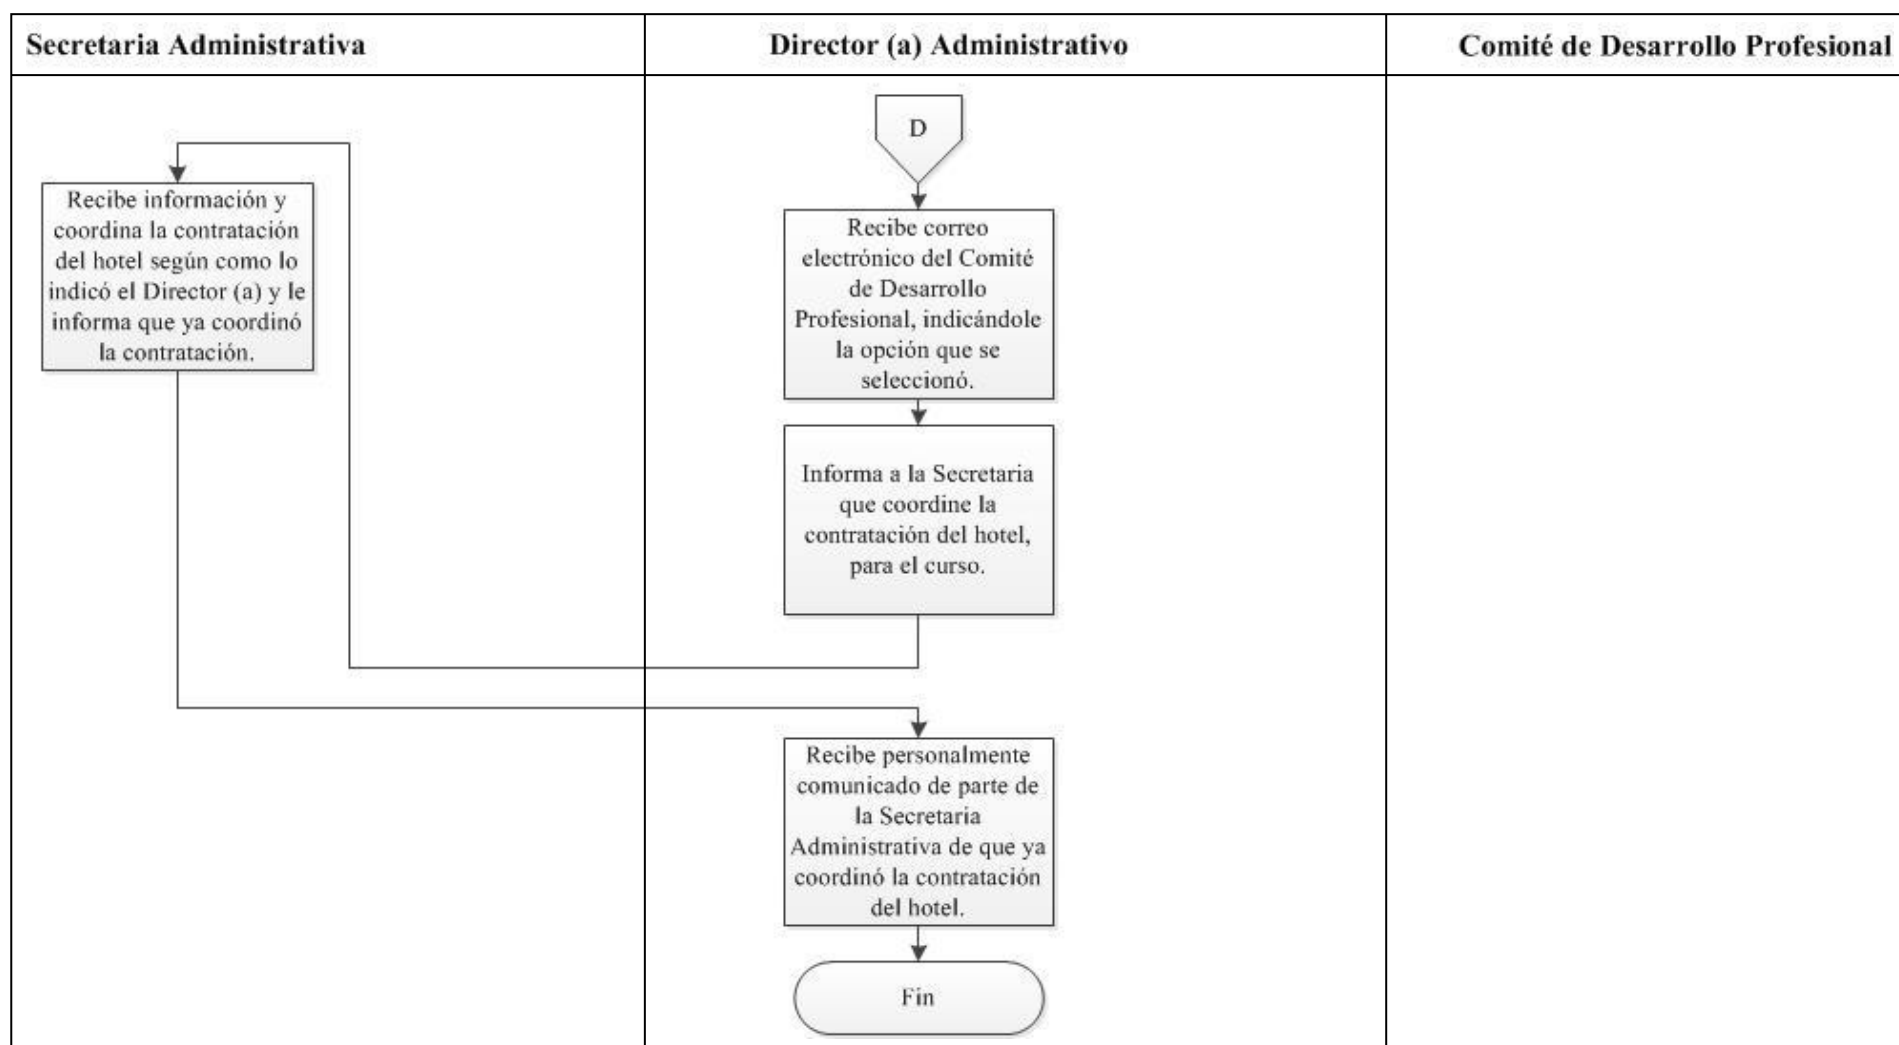 Secretaria Administrativa
Director (a) Administrativo
Comité de Desarrollo Profesional
D
Recibe correo
electrónico del Comité
de Desarrollo
Profesional, indicándole
la opción que se
seleccionó.
Informa a la Secretaria
que coordine la
contratación del hotel,
para el curso.
Recibe información y
coordina la contratación
del hotel según como lo
indicó el Director (a) y le
informa que ya coordinó
la contratación.
Recibe personalmente
comunicado de parte de
la Secretaria
Administrativa de que ya
coordinó la contratación
del hotel.
Fin